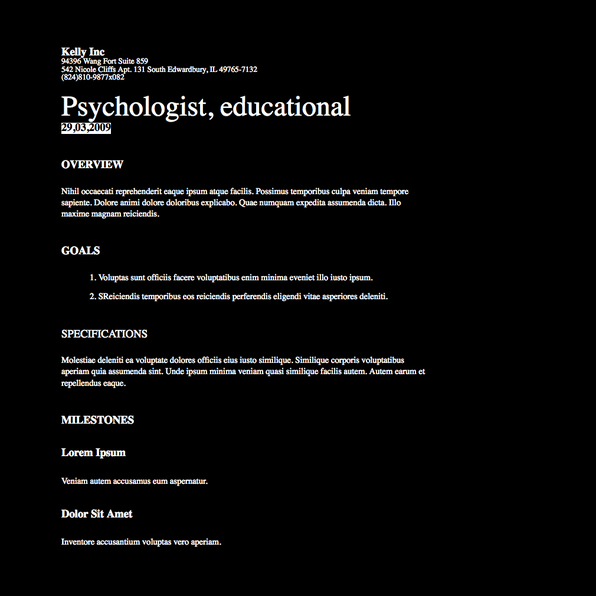 Kelly Inc
94396 Wang Fort Suite 859
542 Nicole Cliffs Apt. 131 South Edwardbury, IL 49765-7132
(824)810-9877x082
Psychologist, educational
29,03,2009
OVERVIEW
Nihil occaecati reprehenderit eaque ipsum atque facilis. Possimus temporibus culpa veniam tempore
sapiente. Dolore animi dolore doloribus explicabo. Quae numquam expedita assumenda dicta. Illo
maxime magnam reiciendis.
GOALS
1. Voluptas sunt officiis facere voluptatibus enim minima eveniet illo iusto ipsum.
2. SReiciendis temporibus eos reiciendis perferendis eligendi vitae asperiores deleniti.
SPECIFICATIONS
Molestiae deleniti ea voluptate dolores officiis eius iusto similique. Similique corporis voluptatibus
aperiam quia assumenda sint. Unde ipsum minima veniam quasi similique facilis autem. Autem earum et
repellendus eaque.
MILESTONES
Lorem Ipsum
Veniam autem accusamus eum aspernatur.
Dolor Sit Amet
Inventore accusantium voluptas vero aperiam.